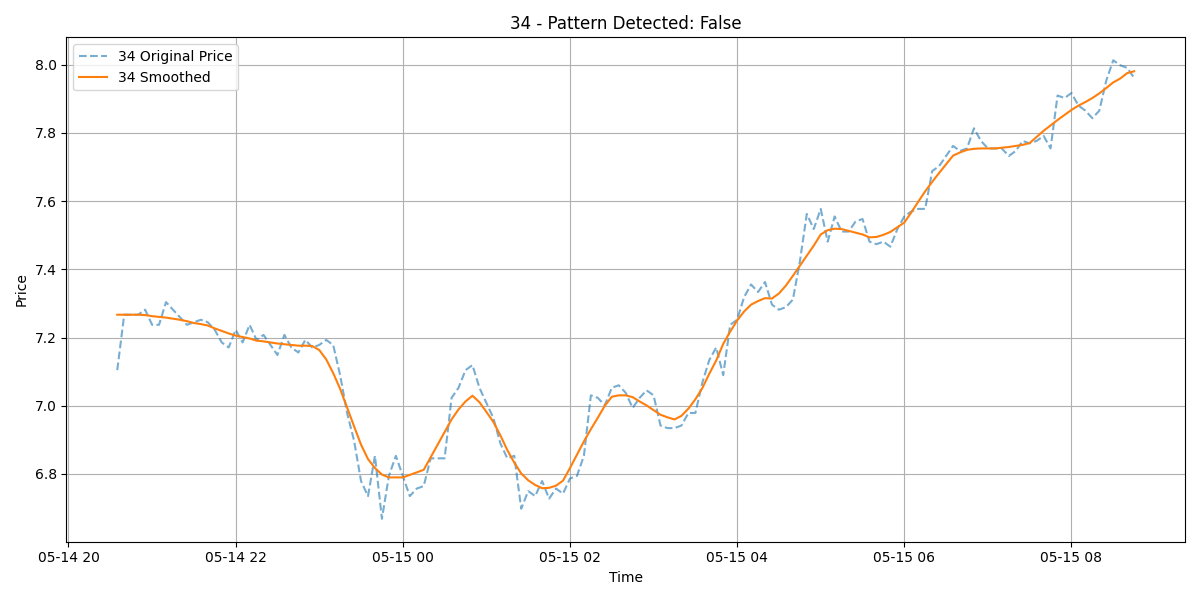 34 - Pattern Detected: False
34 Original Price
34 Smoothed
Price
8.0
7.8
7.6
7.4
7.2
7.0
6.8
05-14 20 05-14 22 05-15 00 05-15 02 05-15 04 05-15 06 05-15 08
Time